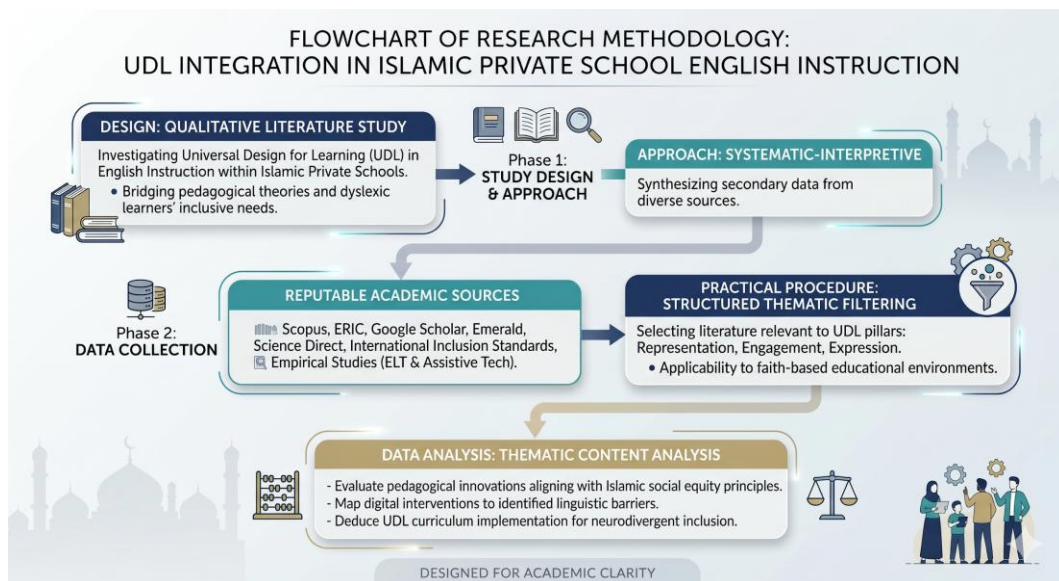 FLOWCHART OF RESEARCH METHODOLOGY:
UDL INTEGRATION IN ISLAMIC PRIVATE SCHOOL ENGLISH INSTRUCTION
DESIGN: QUALITATIVE LITERATURE STUDY
Investigating Universal Design for Learning (UDL) in
English Instruction within Islamic Private Schools.
• Bridging pedagogical theories and dyslexic
learners' inclusive needs.
Phase 1:
STUDY DESIGN
& APPROACH
APPROACH: SYSTEMATIC-INTERPRETIVE
Synthesizing secondary data from
diverse sources.
Phase 2:
DATA COLLECTION
REPUTABLE ACADEMIC SOURCES
Scopus, ERIC, Google Scholar, Emerald,
Science Direct, International Inclusion Standards,
Empirical Studies (ELT & Assistive Tech).
PRACTICAL PROCEDURE:
STRUCTURED THEMATIC FILTERING
Selecting literature relevant to UDL pillars:
Representation, Engagement, Expression.
• Applicability to faith-based educational environments.
DATA ANALYSIS: THEMATIC CONTENT ANALYSIS
- Evaluate pedagogical innovations aligning with Islamic social equity principles.
- Map digital interventions to identified linguistic barriers.
- Deduce UDL curriculum implementation for neurodivergent inclusion.
DESIGNED FOR ACADEMIC CLARITY